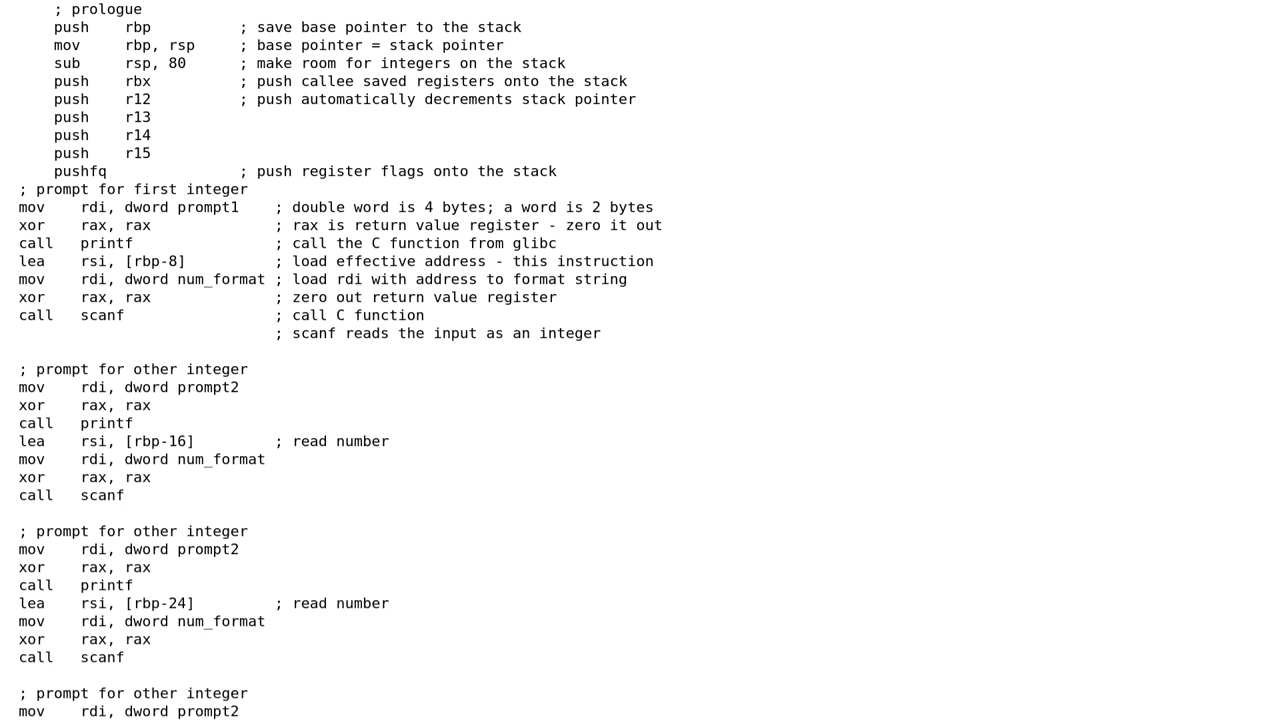 ; prologue
push    rbp          ; save base pointer to the stack
mov     rbp, rsp     ; base pointer = stack pointer
sub     rsp, 80      ; make room for integers on the stack
push    rbx          ; push callee saved registers onto the stack
push    r12          ; push automatically decrements stack pointer
push    r13
push    r14
push    r15
pushfq               ; push register flags onto the stack
; prompt for first integer
mov    rdi, dword prompt1    ; double word is 4 bytes; a word is 2 bytes
xor    rax, rax              ; rax is return value register - zero it out
call   printf                ; call the C function from glibc
lea    rsi, [rbp-8]          ; load effective address - this instruction
mov    rdi, dword num_format ; load rdi with address to format string
xor    rax, rax              ; zero out return value register
call   scanf                 ; call C function
; scanf reads the input as an integer
; prompt for other integer
mov    rdi, dword prompt2
xor    rax, rax
call   printf
lea    rsi, [rbp-16]         ; read number
mov    rdi, dword num_format
xor    rax, rax
call   scanf
; prompt for other integer
mov    rdi, dword prompt2
xor    rax, rax
call   printf
lea    rsi, [rbp-24]         ; read number
mov    rdi, dword num_format
xor    rax, rax
call   scanf
; prompt for other integer
mov    rdi, dword prompt2